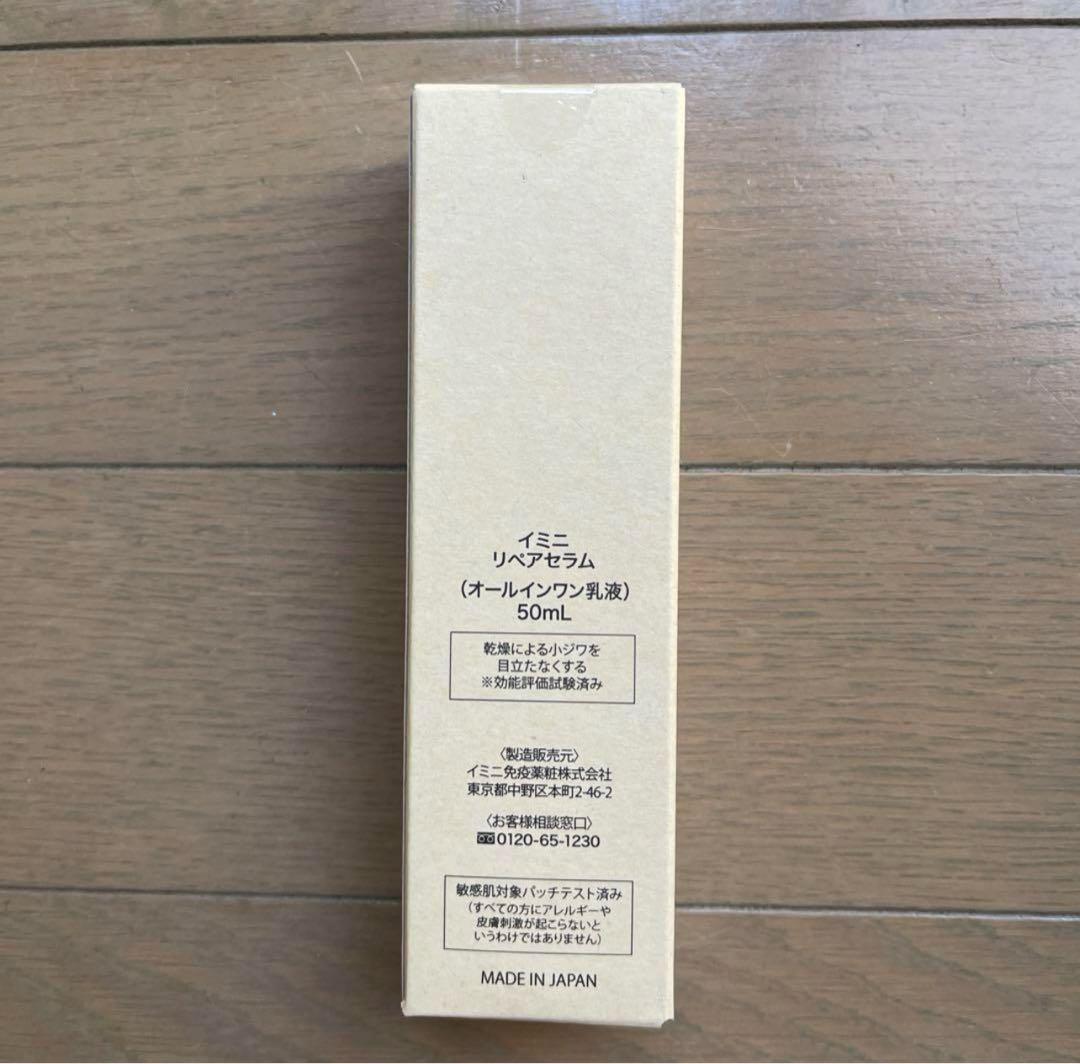 イミニ
リペアセラム
（オールインワン乳液）
50mL
乾燥による小ジワを
目立たなくする
※効能評価試験済み
〈製造販売元〉
イミニ免疫薬粧株式会社
東京都中野区本町2-46-2
〈お客様相談窓口〉
0120-65-1230
敏感肌対象パッチテスト済み
（すべての方にアレルギーや
皮膚刺激が起こらないと
いうわけではありません）
MADE IN JAPAN